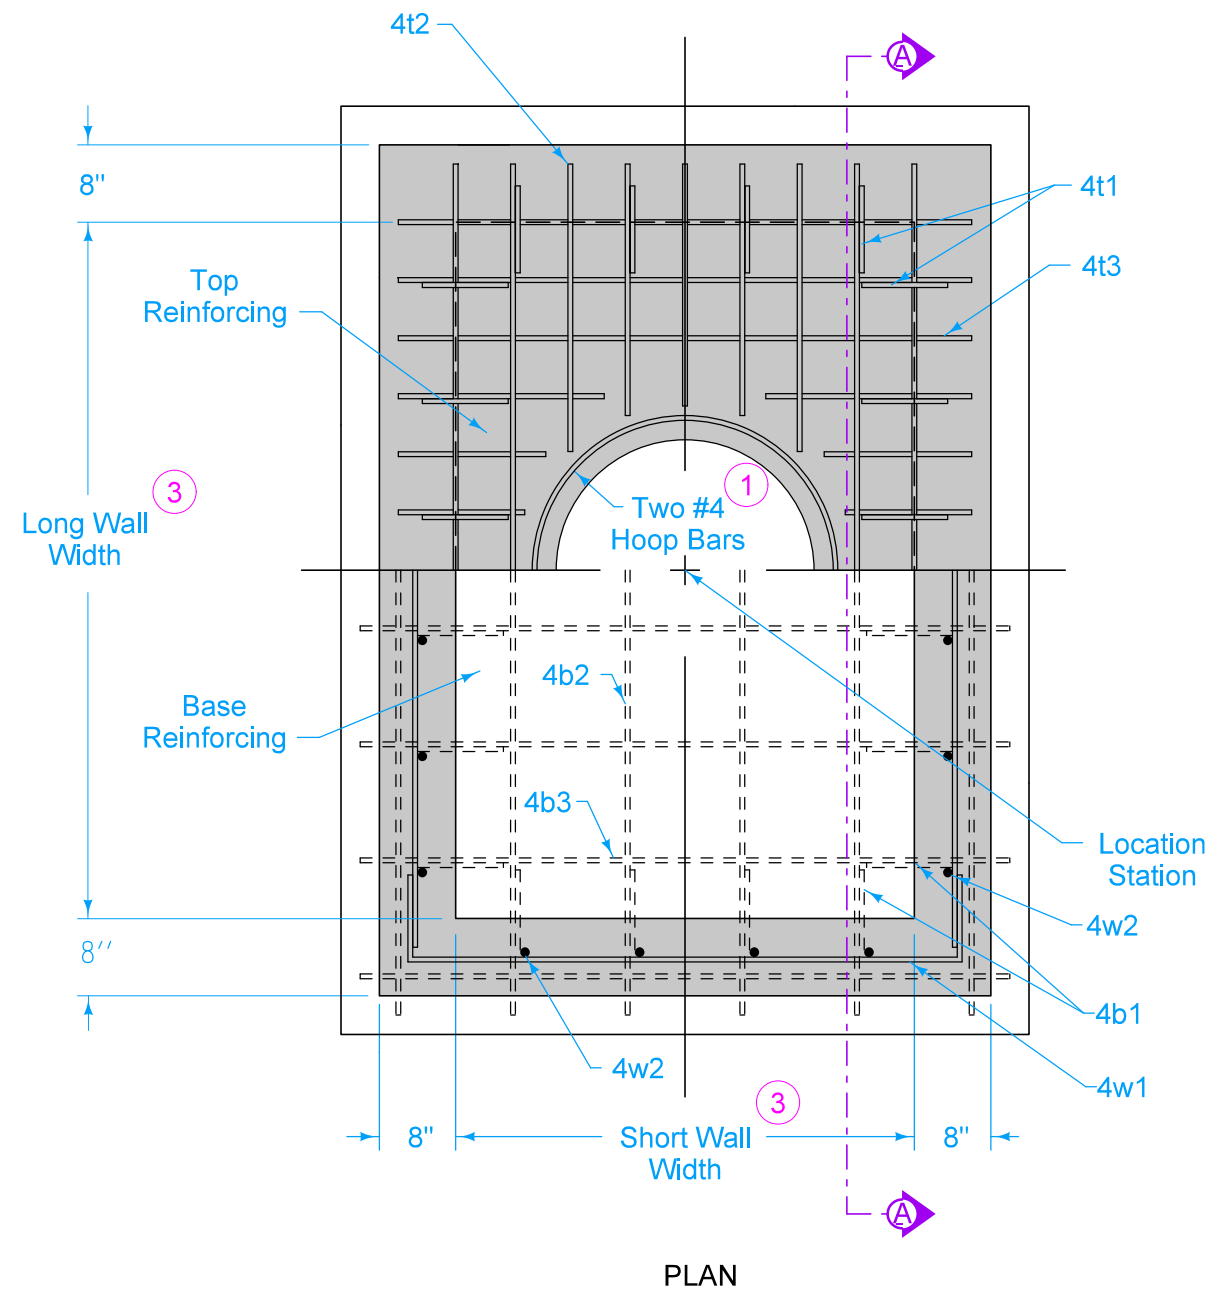 4t2
A
8"
4t1
4t3
Top
Reinforcing
3
Long Wall
Width
1
Two #4
Hoop Bars
4b2
Base
Reinforcing
4b3
Location
Station
4w2
8"
4b1
4w2
4w1
3
8"
Short Wall
Width
8"
A
PLAN